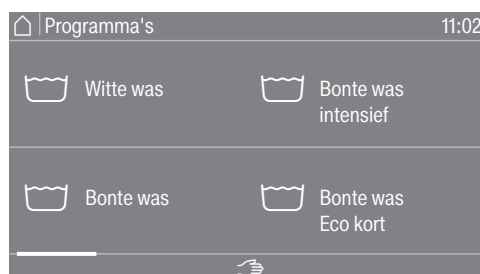 Programma's 11:02
Witte was
Bonte was
intensief
Bonte was
Bonte was
Eco kort